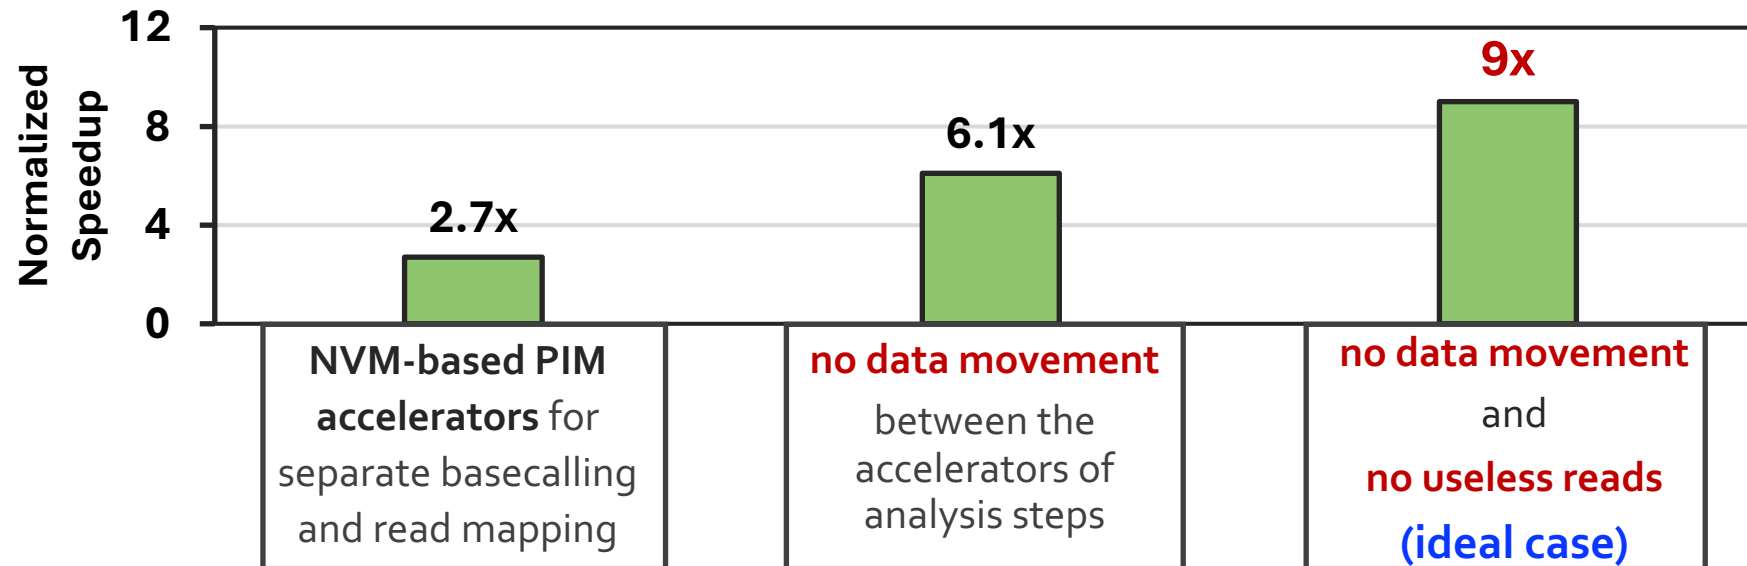 Normalized
Speedup
12
8
4
0
2.7x
6.1x
9x
NVM-based PIM
accelerators for
separate basecalling
and read mapping
no data movement
between the
accelerators of
analysis steps
no data movement
and
no useless reads
(ideal case)